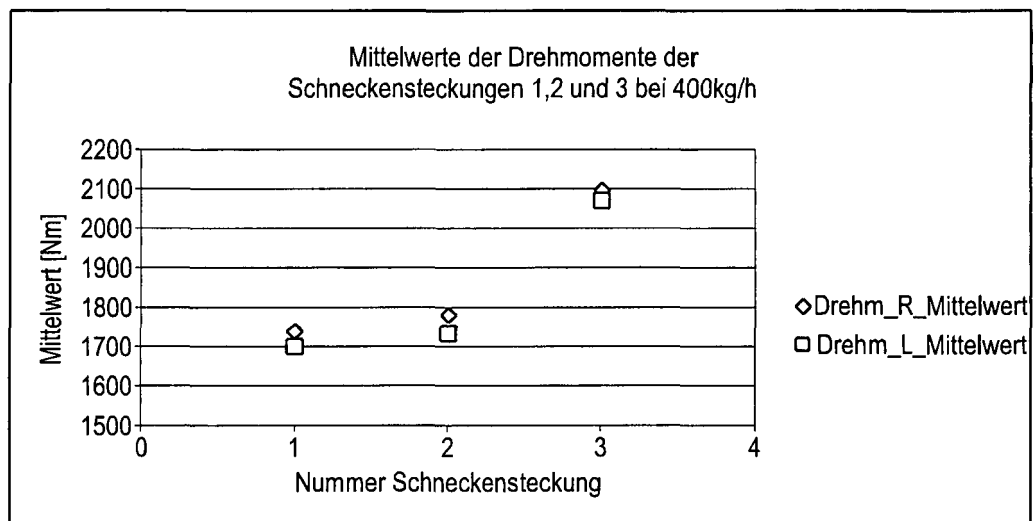 Mittelwerte der Drehmomente der
Schneckensteckungen 1,2 und 3 bei 400kg/h
Mittelwert [Nm]
2200
2100
2000
1900
1800
1700
1600
1500
0 1 2 3 4
Nummer Schneckensteckung
Drehm_R_Mittelwert
Drehm_L_Mittelwert